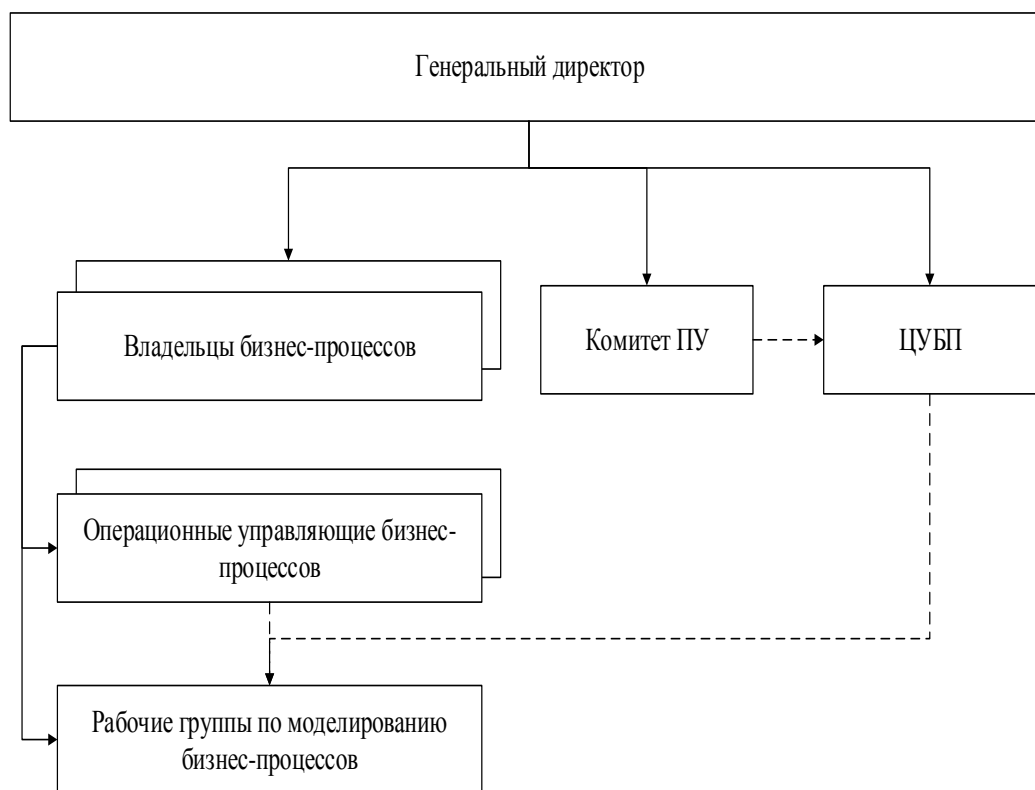 Генеральный директор
Владельцы бизнес-процессов
Комитет ПУ
ЦУБП
Операционные управляющие бизнес-
процессов
Рабочие группы по моделированию
бизнес-процессов